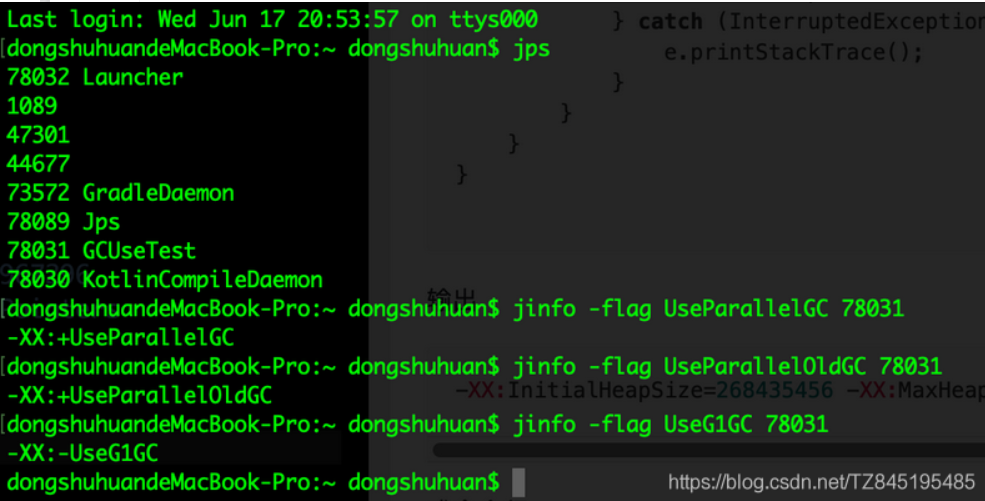 Last login: Wed Jun 17 20:53:57 on ttys000
[dongshuhuandeMacBook-Pro:~ dongshuhuan$ jps
78032 Launcher
1089
47301
44677
73572 GradleDaemon
78089 Jps
78031 GCUseTest
78030 KotlinCompileDaemon
[dongshuhuandeMacBook-Pro:~ dongshuhuan$ jinfo -flag UseParallelGC 78031
-XX:+UseParallelGC
[dongshuhuandeMacBook-Pro:~ dongshuhuan$ jinfo -flag UseParallelOldGC 78031
-XX:+UseParallelOldGC
[dongshuhuandeMacBook-Pro:~ dongshuhuan$ jinfo -flag UseG1GC 78031
-XX:-UseG1GC
dongshuhuandeMacBook-Pro:~ dongshuhuan$
} catch (InterruptedException
e.printStackTrace();
}
}
}
}
输出
-XX:InitialHeapSize=268435456 -XX:MaxHeap
https://blog.csdn.net/TZ845195485